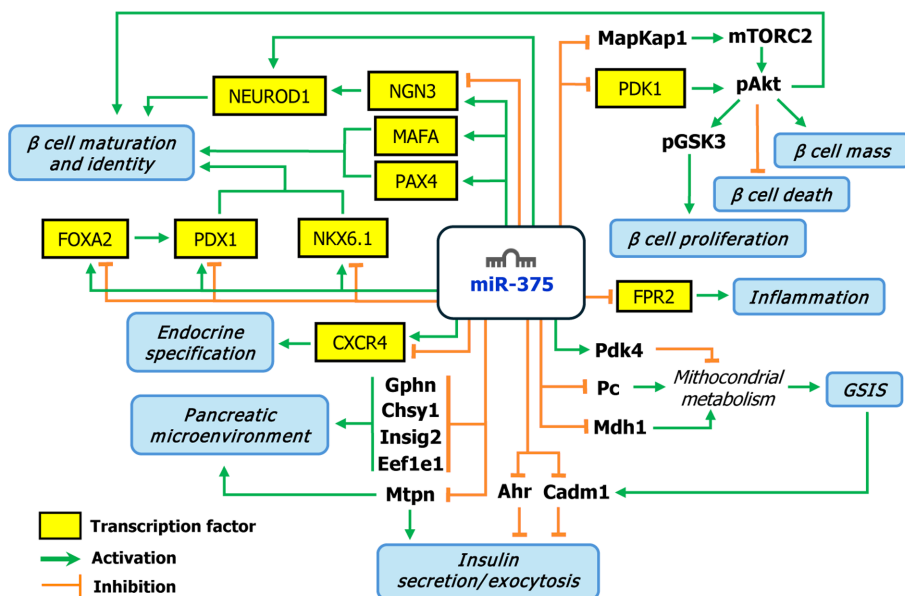 MapKap1
mTORC2
NEUROD1
NGN3
PDK1
pAkt
MAFA
pGSK3
β cell maturation
and identity
β cell mass
PAX4
β cell death
FOXA2
PDX1
NKX6.1
β cell proliferation
miR-375
FPR2
Inflammation
Endocrine
specification
CXCR4
Pdk4
Gphn
Mithocondrial
metabolism
Pc
GSIS
Chsy1
Pancreatic
microenvironment
Insig2
Mdh1
Eef1e1
Mtpn
Ahr
Cadm1
Transcription factor
Activation
Inhibition
Insulin
secretion/exocytosis